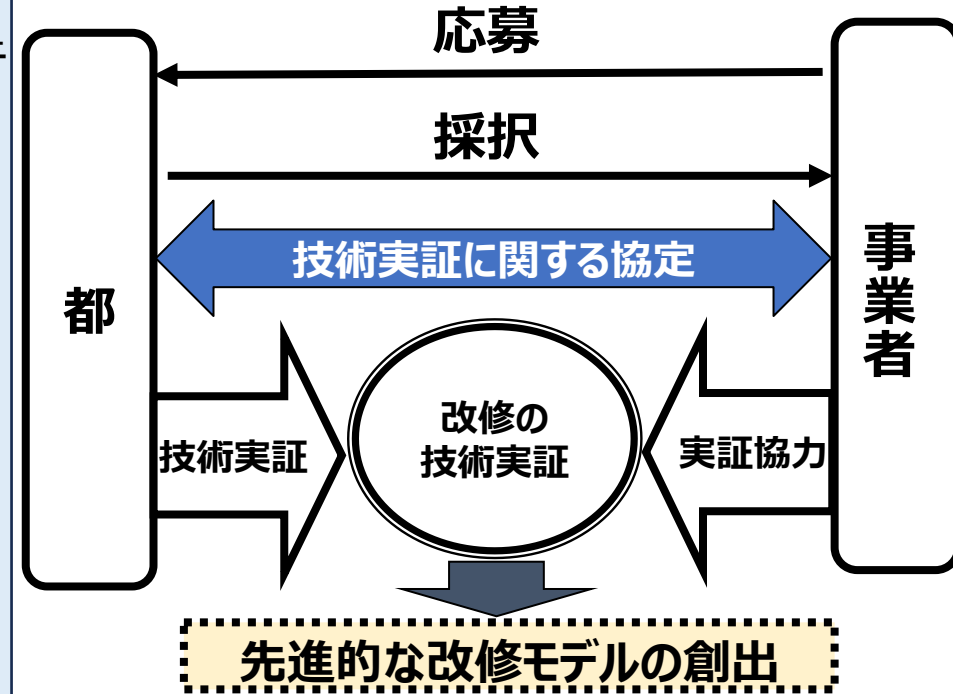 応募
採択
技術実証に関する協定
都
事業者
改修の
技術実証
技術実証
実証協力
先進的な改修モデルの創出